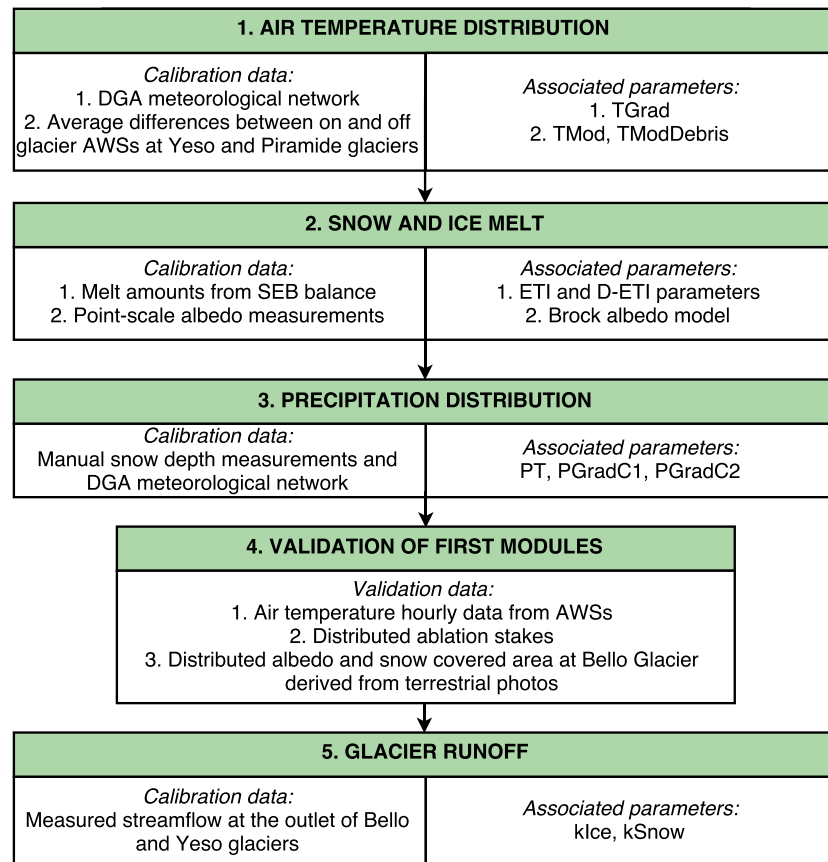 1. AIR TEMPERATURE DISTRIBUTION
Calibration data:
1. DGA meteorological network
2. Average differences between on and off
glacier AWSs at Yeso and Piramide glaciers
Associated parameters:
1. TGrad
2. TMod, TModDebris
2. SNOW AND ICE MELT
Calibration data:
1. Melt amounts from SEB balance
2. Point-scale albedo measurements
Associated parameters:
1. ETI and D-ETI parameters
2. Brock albedo model
3. PRECIPITATION DISTRIBUTION
Calibration data:
Manual snow depth measurements and
DGA meteorological network
Associated parameters:
PT, PGradC1, PGradC2
4. VALIDATION OF FIRST MODULES
Validation data:
1. Air temperature hourly data from AWSs
2. Distributed ablation stakes
3. Distributed albedo and snow covered area at Bello Glacier
derived from terrestrial photos
5. GLACIER RUNOFF
Calibration data:
Measured streamflow at the outlet of Bello
and Yeso glaciers
Associated parameters:
kIce, kSnow